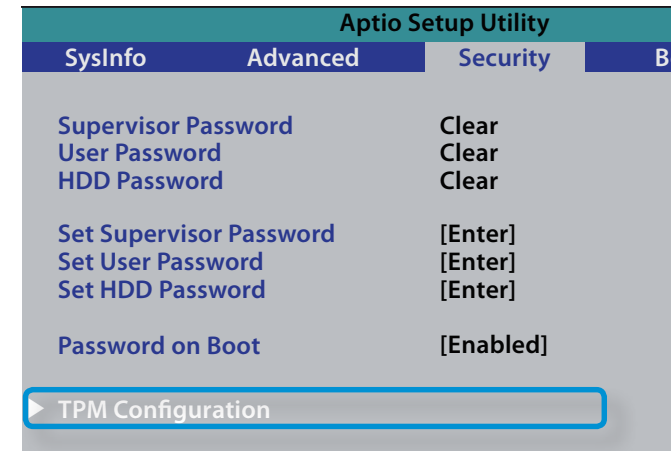 Aptio Setup Utility
SysInfo Advanced Security B
Supervisor Password Clear
User Password Clear
HDD Password Clear
Set Supervisor Password [Enter]
Set User Password [Enter]
Set HDD Password [Enter]
Password on Boot [Enabled]
TPM Configuration